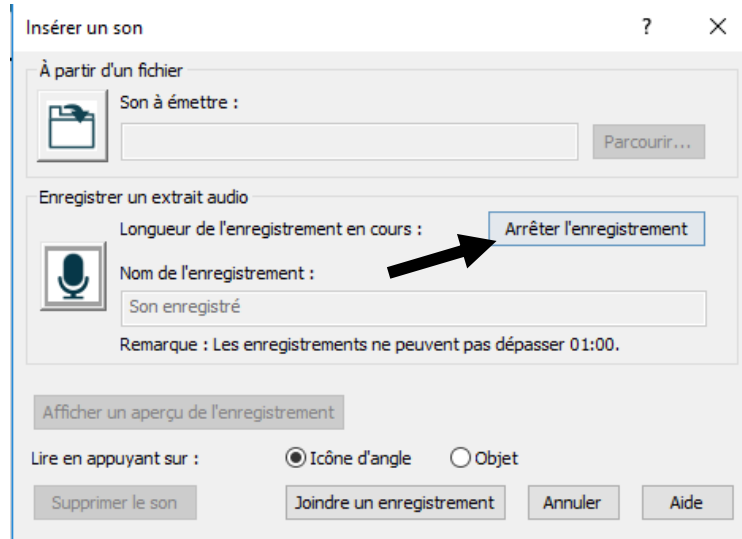 Insérer un son
À partir d'un fichier
Son à émettre :
Parcourir...
Enregistrer un extrait audio
Longueur de l'enregistrement en cours : Arrêter l'enregistrement
Nom de l'enregistrement :
Son enregistré
Remarque : Les enregistrements ne peuvent pas dépasser 01:00.
Afficher un aperçu de l'enregistrement
Lire en appuyant sur : Icône d'angle Objet
Supprimer le son Joindre un enregistrement Annuler Aide